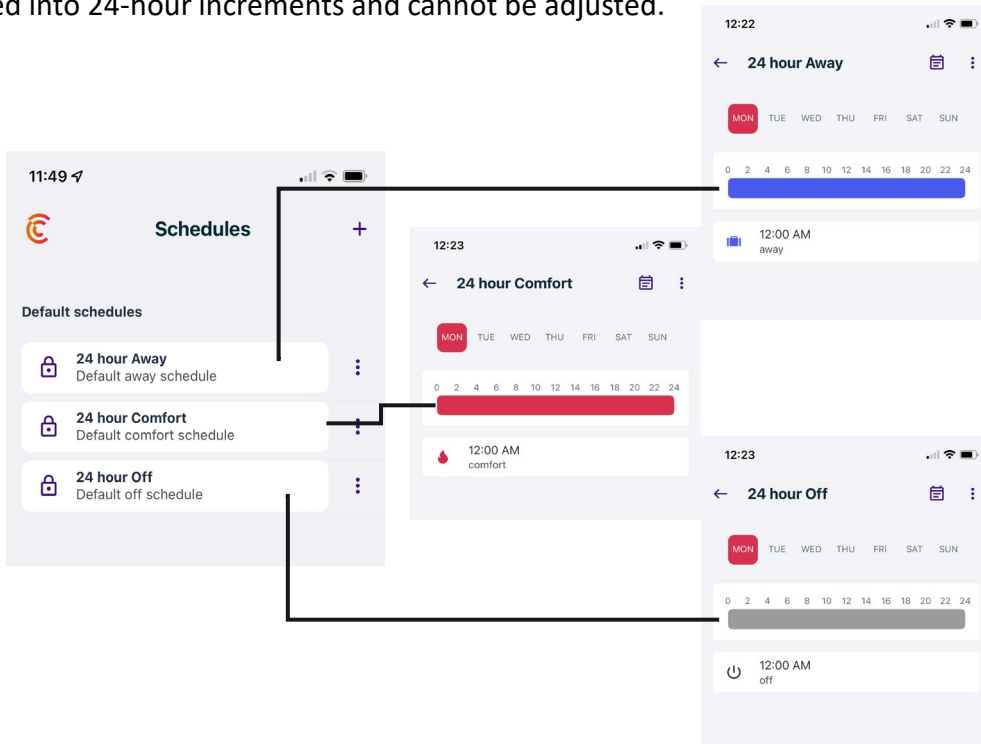 ed into 24-hour increments and cannot be adjusted.
11:49
Schedules
+
Default schedules
24 hour Away
Default away schedule
24 hour Comfort
Default comfort schedule
24 hour Off
Default off schedule
12:23
24 hour Comfort
MON TUE WED THU FRI SAT SUN
0 2 4 6 8 10 12 14 16 18 20 22 24
12:00 AM
comfort
12:22
24 hour Away
MON TUE WED THU FRI SAT SUN
0 2 4 6 8 10 12 14 16 18 20 22 24
12:00 AM
away
12:23
24 hour Off
MON TUE WED THU FRI SAT SUN
0 2 4 6 8 10 12 14 16 18 20 22 24
12:00 AM
off